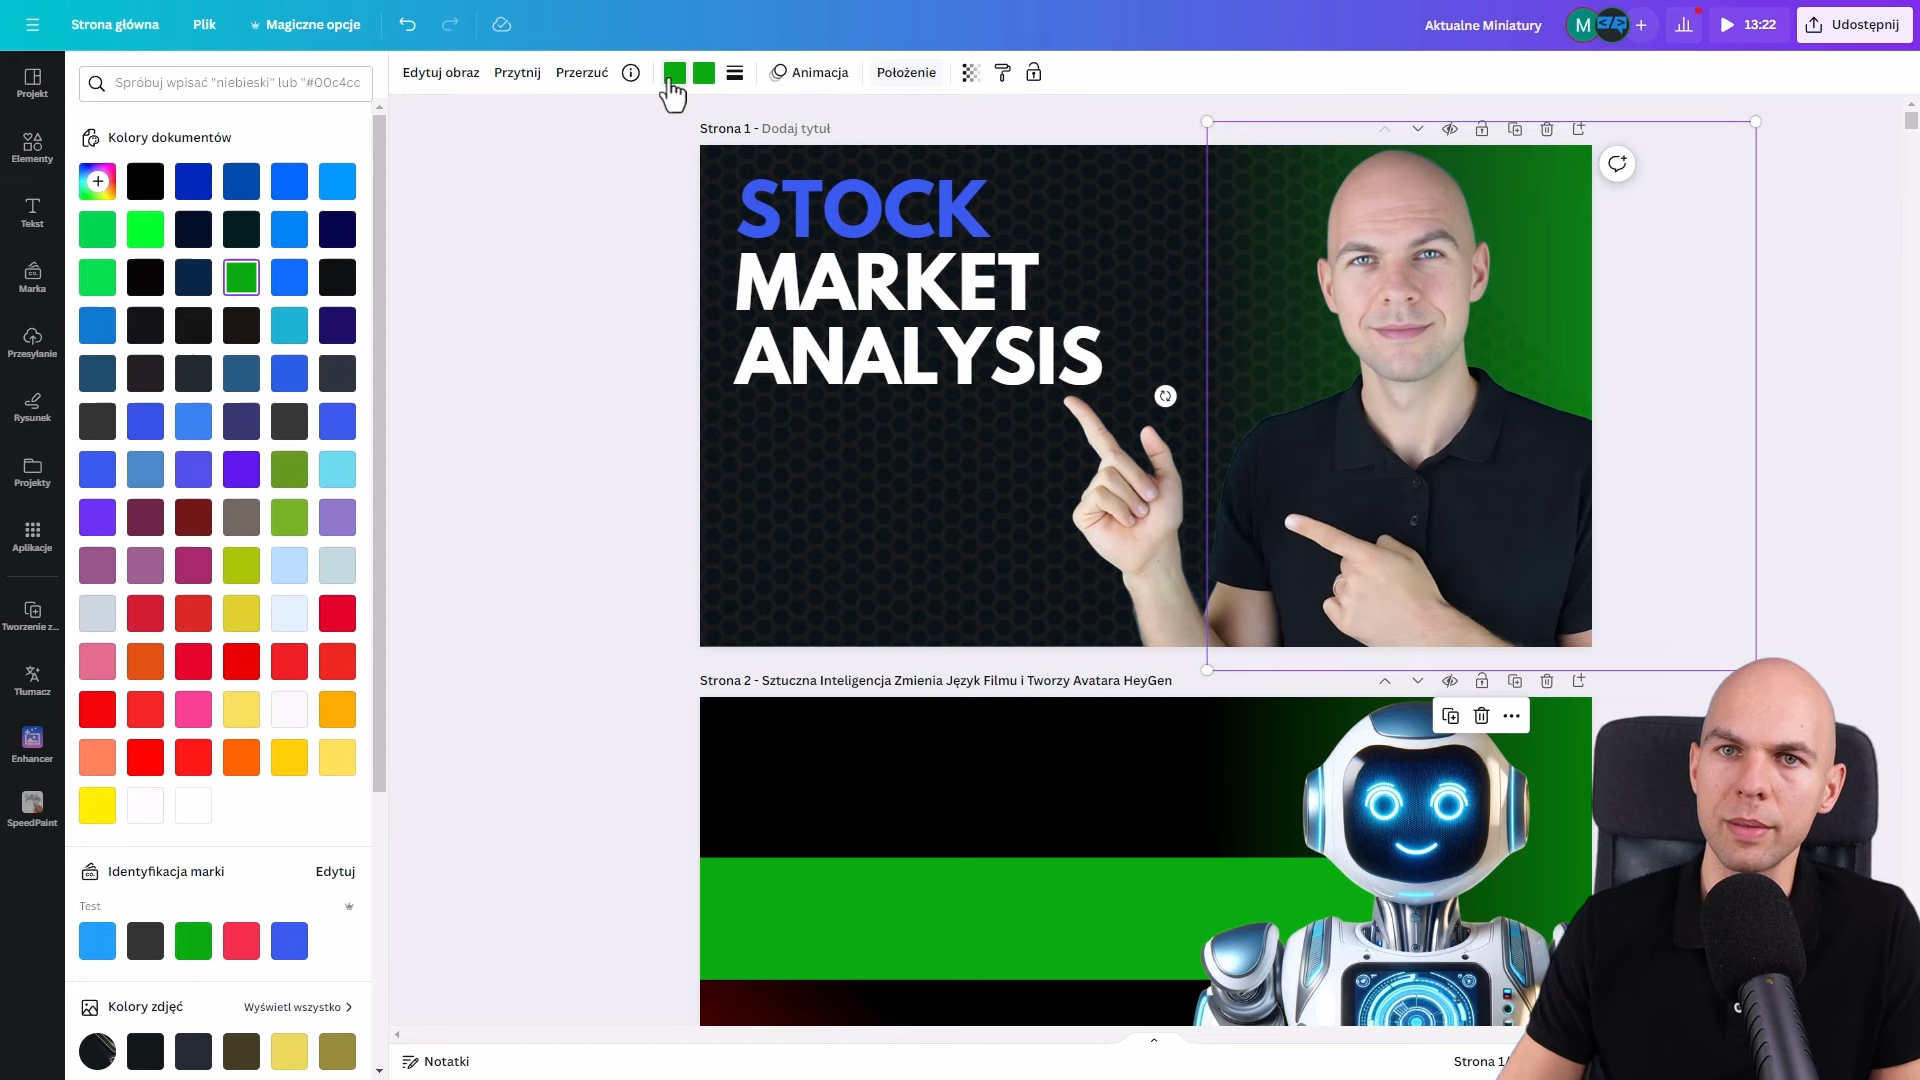 Strona główna
Plik
Magiczne opcje
Aktualne Miniatury
M
13:22
Udostępnij
Projekt
Elementy
Tekst
Marka
Przesyłanie
Rysunek
Projekty
Aplikacje
Tworzenie z...
Tłumacz
Enhancer
SpeedPaint
Spróbuj wpisać "niebieski" lub "#00c4cc
Kolory dokumentów
Identyfikacja marki
Edytuj
Test
Kolory zdjęć
Wyświetl wszystko
Edytuj obraz
Przytnij
Przerzuć
Animacja
Położenie
Strona 1 - Dodaj tytuł
STOCK
MARKET
ANALYSIS
Strona 2 - Sztuczna Inteligencja Zmienia Język Filmu i Tworzy Avatara HeyGen
Notatki
Strona 1/